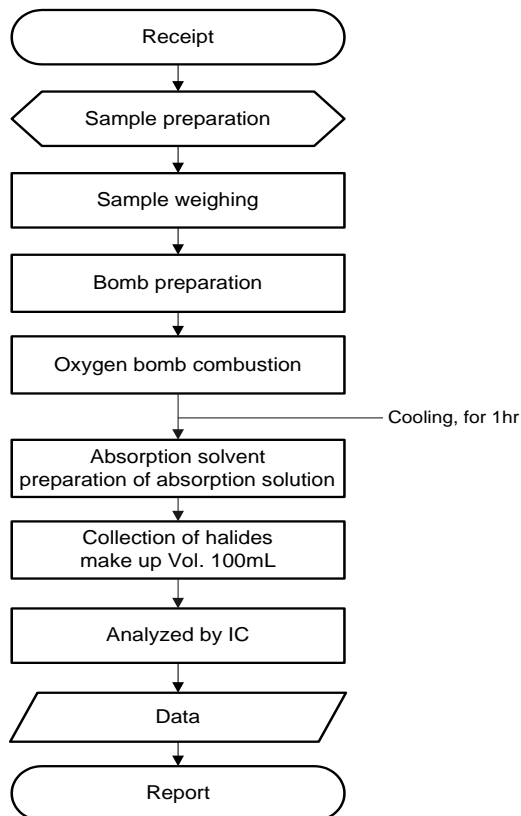 Receipt
Sample preparation
Sample weighing
Bomb preparation
Oxygen bomb combustion
Cooling, for 1hr
Absorption solvent
preparation of absorption solution
Collection of halides
make up Vol. 100mL
Analyzed by IC
Data
Report